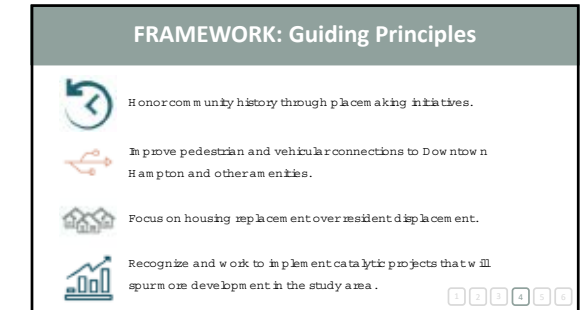 FRAMEWORK: Guiding Principles
Honor community history through placemaking initiatives.
Improve pedestrian and vehicular connections to Downtown
Hampton and other amenities.
Focus on housing replacement over resident displacement.
Recognize and work to implement catalytic projects that will
spur more development in the study area.
1 2 3 4 5 6